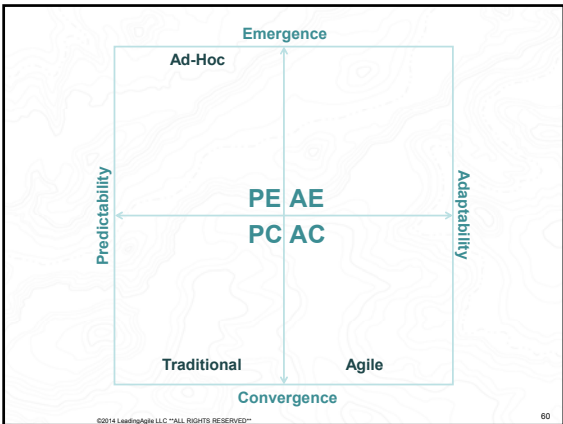 Emergence
Ad-Hoc
Predictability
PE AE
PC AC
Adaptability
Traditional
Agile
Convergence
©2014 LeadingAgile LLC **ALL RIGHTS RESERVED**
60